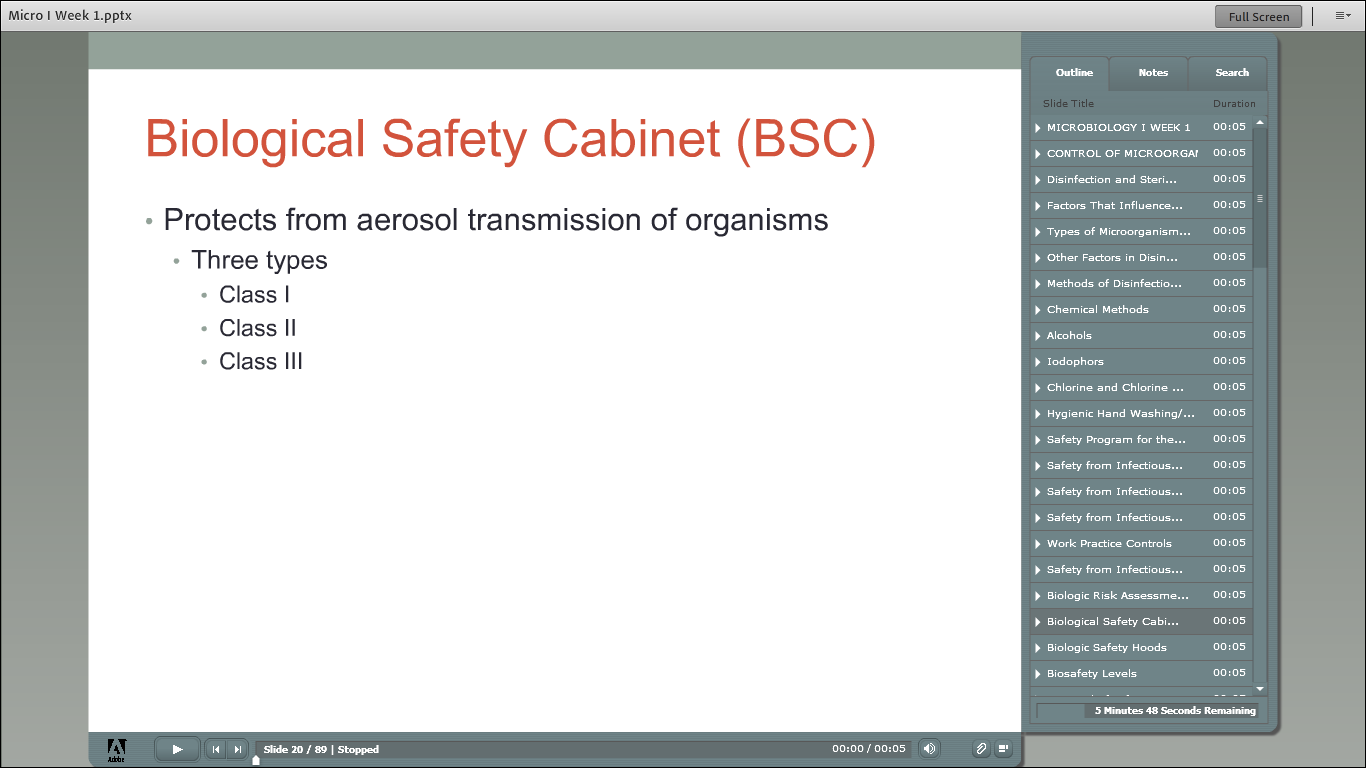 Micro I Week 1.pptx
Full Screen
Biological Safety Cabinet (BSC)
• Protects from aerosol transmission of organisms
• Three types
• Class I
• Class II
• Class III
Outline Notes Search
Slide Title Duration
MICROBIOLOGY I WEEK 1 00:05
CONTROL OF MICROORGAN 00:05
Disinfection and Steri... 00:05
Factors That Influence... 00:05
Types of Microorganism... 00:05
Other Factors in Disin... 00:05
Methods of Disinfectio... 00:05
Chemical Methods 00:05
Alcohols 00:05
Iodophors 00:05
Chlorine and Chlorine ... 00:05
Hygienic Hand Washing/... 00:05
Safety Program for the... 00:05
Safety from Infectious... 00:05
Safety from Infectious... 00:05
Safety from Infectious... 00:05
Work Practice Controls 00:05
Safety from Infectious... 00:05
Biologic Risk Assessme... 00:05
Biological Safety Cabi... 00:05
Biologic Safety Hoods 00:05
Biosafety Levels 00:05
5 Minutes 48 Seconds Remaining
Adobe
Slide 20 / 89 | Stopped 00:00 / 00:05